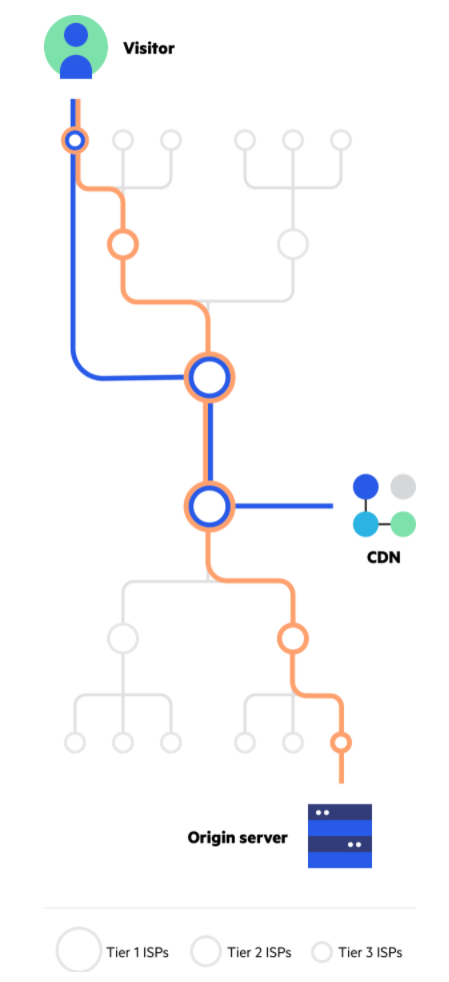 Visitor
CDN
Origin server
Tier 1 ISPs
Tier 2 ISPs
Tier 3 ISPs